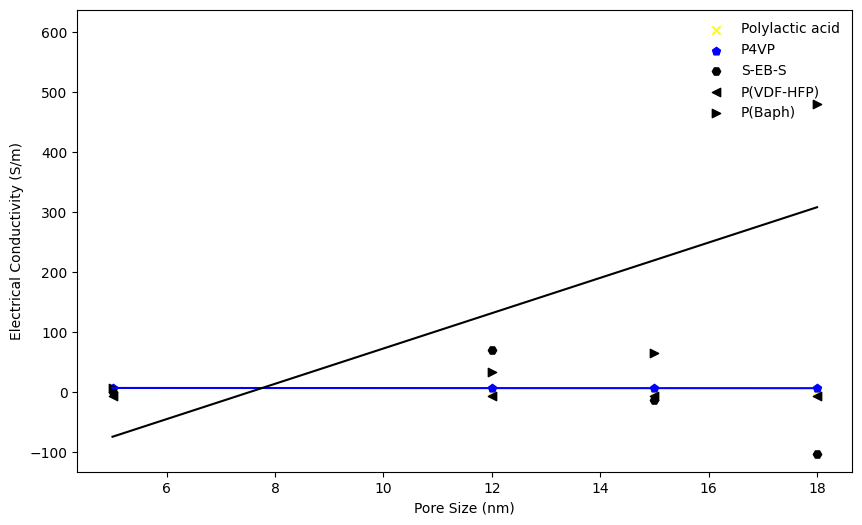 600
500
400
300
200
100
0
−100
Electrical Conductivity (S/m)
Polylactic acid
P4VP
S-EB-S
P(VDF-HFP)
P(Baph)
6 8 10 12 14 16 18
Pore Size (nm)